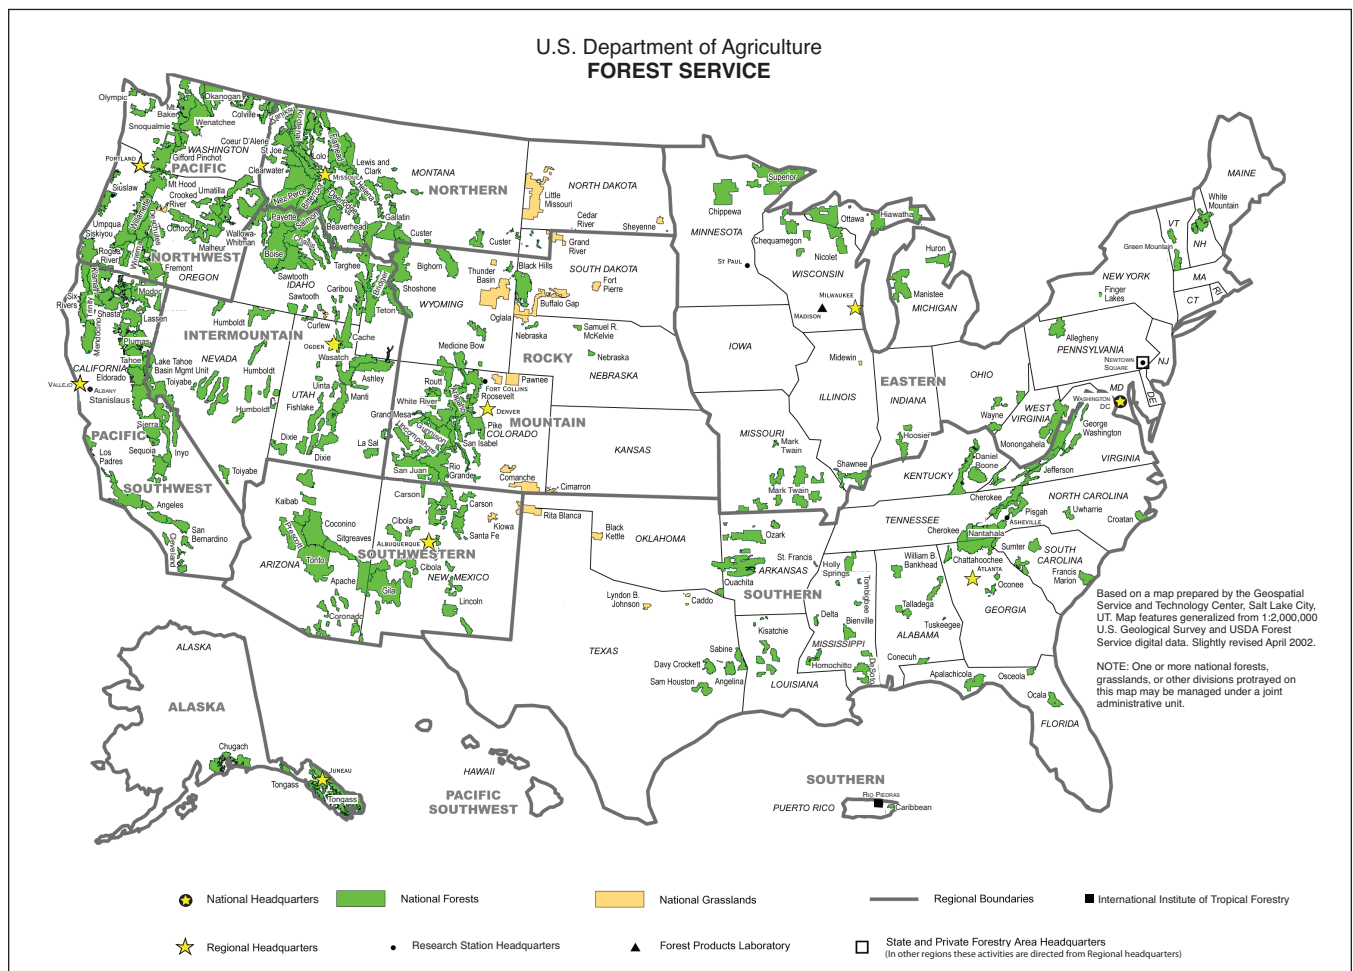 U.S. Department of Agriculture
FOREST SERVICE
Olympic
Okanogan
Mt.
Baker
Colville
Snoqualmie
Wenatchee
Kaniksu
Kootenai
Flathead
Coeur D'Alene
St Joe
WASHINGTON
PORTLAND
Gifford Pinchot
PACIFIC
Lolo
Clearwater
MISSOULA
Lewis and
Clark
Helena
MONTANA
NORTHERN
Siuslaw
Mt Hood
Crooked
River
Umatilla
Nez Perce
Bitterroot
Deerlodge
Umpqua
Siskiyou
Willamette
Deschutes
Ochoco
Wallowa-
Whitman
Malheur
Payette
Salmon
Challis
Boise
Beaverhead
Gallatin
Custer
Custer
Rogue
River
Winema
NORTHWEST
Fremont
OREGON
Sawtooth
IDAHO
Sawtooth
Targhee
Caribou
Bridger
Teton
Curlew
Cache
OGDEN
Wasatch
Klamath
Six
Rivers
Trinity
Shasta
Modoc
Lassen
Mendocino
Plumas
Tahoe
CALIFORNIA
Eldorado
Lake Tahoe
Basin Mgmt Unit
Toiyabe
VALLEJO
ALBANY
Stanislaus
PACIFIC
Sierra
Sequoia
Inyo
Los
Padres
SOUTHWEST
Angeles
San
Bernardino
Cleveland
Humboldt
INTERMOUNTAIN
NEVADA
Humboldt
Humboldt
Toiyabe
Uinta
UTAH
Fishlake
Ashley
Manti
Dixie
Dixie
La Sal
Bighorn
Shoshone
WYOMING
Thunder
Basin
Medicine Bow
Routt
White River
Arapaho
Roosevelt
FORT COLLINS
Pawnee
DENVER
Grand Mesa
Uncompahgre
Gunnison
Pike
COLORADO
San Isabel
San Juan
Rio
Grande
Comanche
Cimarron
Little
Missouri
NORTH DAKOTA
Cedar
River
Sheyenne
Grand
River
Black Hills
SOUTH DAKOTA
Fort
Pierre
Buffalo Gap
Oglala
Nebraska
Samuel R.
McKelvie
Nebraska
ROCKY
NEBRASKA
MOUNTAIN
KANSAS
Kaibab
Coconino
Prescott
Sitgreaves
Tonto
ARIZONA
Apache
Coronado
Carson
Carson
Cibola
Kiowa
Santa Fe
ALBUQUERQUE
SOUTHWESTERN
Cibola
NEW MEXICO
Gila
Lincoln
Rita Blanca
Black
Kettle
OKLAHOMA
Lyndon B.
Johnson
Caddo
TEXAS
Davy Crockett
Sabine
Sam Houston
Angelina
Superior
Chippewa
MINNESOTA
ST PAUL
Chequamegon
Ottawa
Hiawatha
Nicolet
WISCONSIN
MILWAUKEE
MADISON
Huron
Manistee
MICHIGAN
IOWA
Midewin
ILLINOIS
EASTERN
INDIANA
OHIO
Wayne
Hoosier
MISSOURI
Mark
Twain
Mark Twain
Shawnee
KENTUCKY
Daniel
Boone
Ozark
St. Francis
ARKANSAS
Ouachita
SOUTHERN
Kisatchie
LOUISIANA
Holly
Springs
Tombigbee
Delta
Bienville
MISSISSIPPI
Homochitto
De Soto
TENNESSEE
Cherokee
Cherokee
William B.
Bankhead
Talladega
Tuskeegee
ALABAMA
Conecuh
Nantahala
Chattahoochee
ATLANTA
Oconee
GEORGIA
Sumter
SOUTH
CAROLINA
Francis
Marion
Pisgah
ASHEVILLE
Uwharrie
Croatan
NORTH CAROLINA
Jefferson
VIRGINIA
George
Washington
Monongahela
WEST
VIRGINIA
WASHINGTON
DC
MD
DE
NJ
NEWTOWN
SQUARE
PENNSYLVANIA
Allegheny
NEW YORK
Finger
Lakes
Green Mountain
VT
NH
White
Mountain
MAINE
MA
CT
RI
Apalachicola
Osceola
Ocala
FLORIDA
Based on a map prepared by the Geospatial
Service and Technology Center, Salt Lake City,
UT. Map features generalized from 1:2,000,000
U.S. Geological Survey and USDA Forest
Service digital data. Slightly revised April 2002.
NOTE: One or more national forests,
grasslands, or other divisions protrayed on
this map may be managed under a joint
administrative unit.
ALASKA
ALASKA
Chugach
Tongass
JUNEAU
Tongass
HAWAII
PACIFIC
SOUTHWEST
SOUTHERN
PUERTO RICO
RIO PIEDRAS
Caribbean
National Headquarters
National Forests
National Grasslands
Regional Boundaries
International Institute of Tropical Forestry
Regional Headquarters
Research Station Headquarters
Forest Products Laboratory
State and Private Forestry Area Headquarters
(In other regions these activities are directed from Regional headquarters)